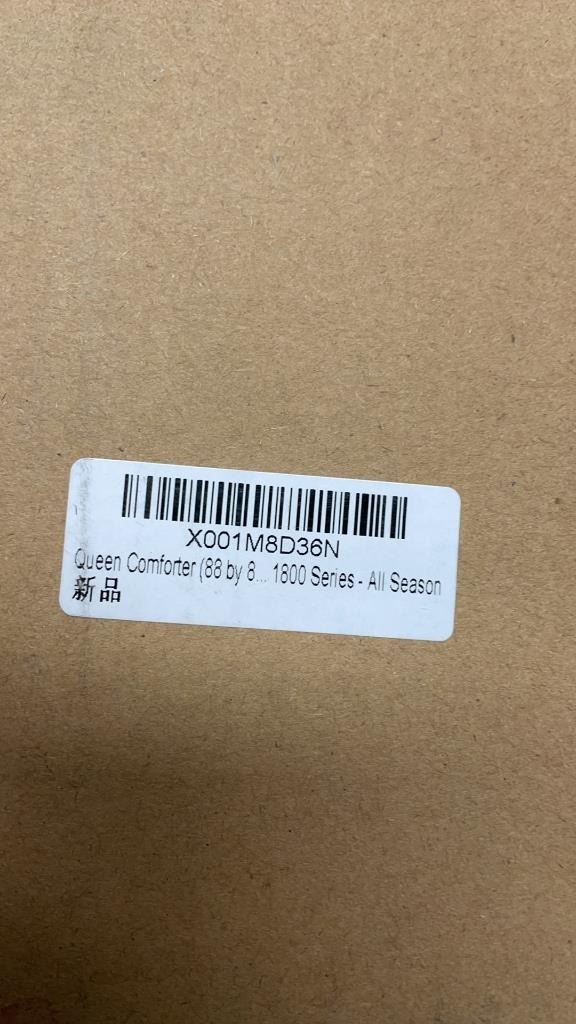 X001M8D36N
Queen Comforter (88 by 8... 1800 Series - All Season
新品